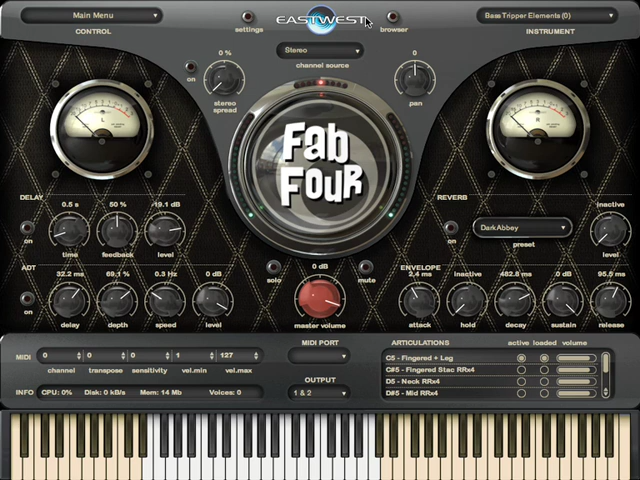 Main Menu
CONTROL
settings
EASTWEST
browser
Bass Tripper Elements (0)
INSTRUMENT
on
0 %
stereo
spread
Stereo
channel source
0
pan
L
R
Fab
Four
DELAY
on
0.5 s
time
50 %
feedback
-19.1 dB
level
REVERB
on
DarkAbbey
preset
inactive
level
ADT
on
32.2 ms
delay
69.1 %
depth
0.3 Hz
speed
0 dB
level
solo
0 dB
mute
master volume
ENVELOPE
2.4 ms
attack
inactive
hold
482.8 ms
decay
0 dB
sustain
95.5 ms
release
MIDI
0
channel
0
transpose
0
sensitivity
1
vel.min
127
vel.max
MIDI PORT
INFO
CPU: 0%
Disk: 0 kB/s
Mem: 14 Mb
Voices: 0
OUTPUT
1 & 2
ARTICULATIONS
active loaded volume
C5 - Fingered + Leg
C#5 - Fingered Stac RRx4
D5 - Neck RRx4
D#5 - Mid RRx4